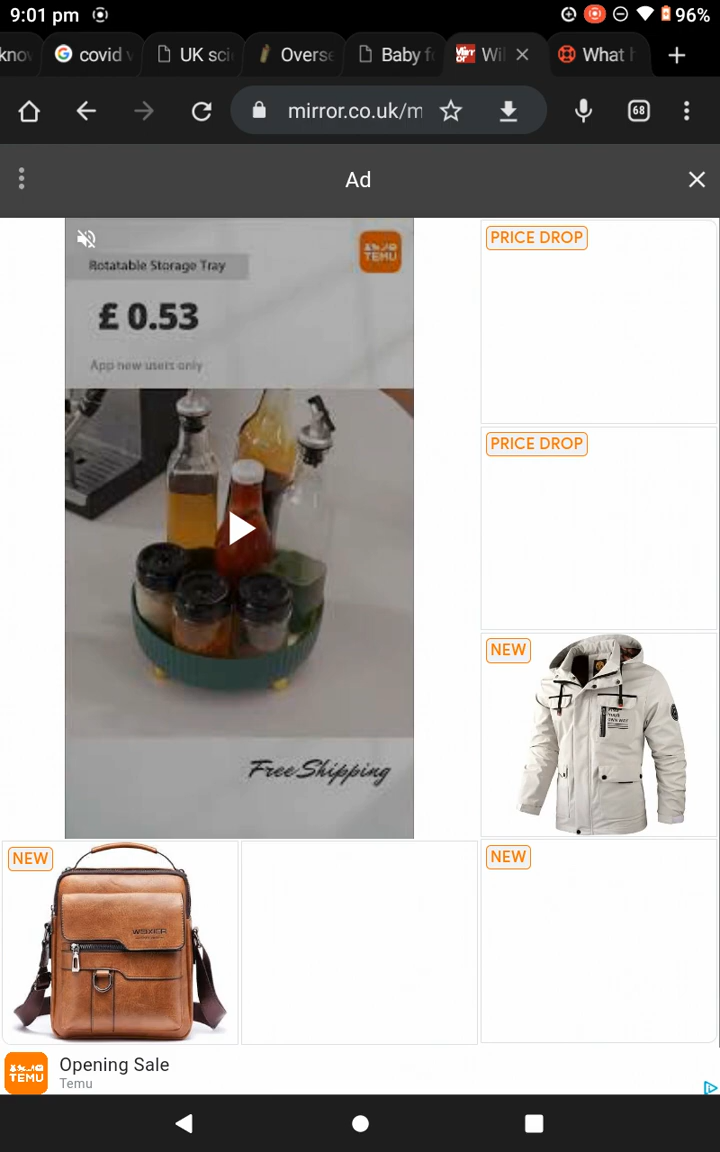 9:01 pm
96%
kno
covid v
UK sci
Overse
Baby f
Wi
What h
mirror.co.uk/m
68
Ad
Rotatable Storage Tray
TEMU
£ 0.53
App new users only
Free Shipping
PRICE DROP
PRICE DROP
NEW
NEW
WEIXIER
NEW
TEMU
Opening Sale
Temu